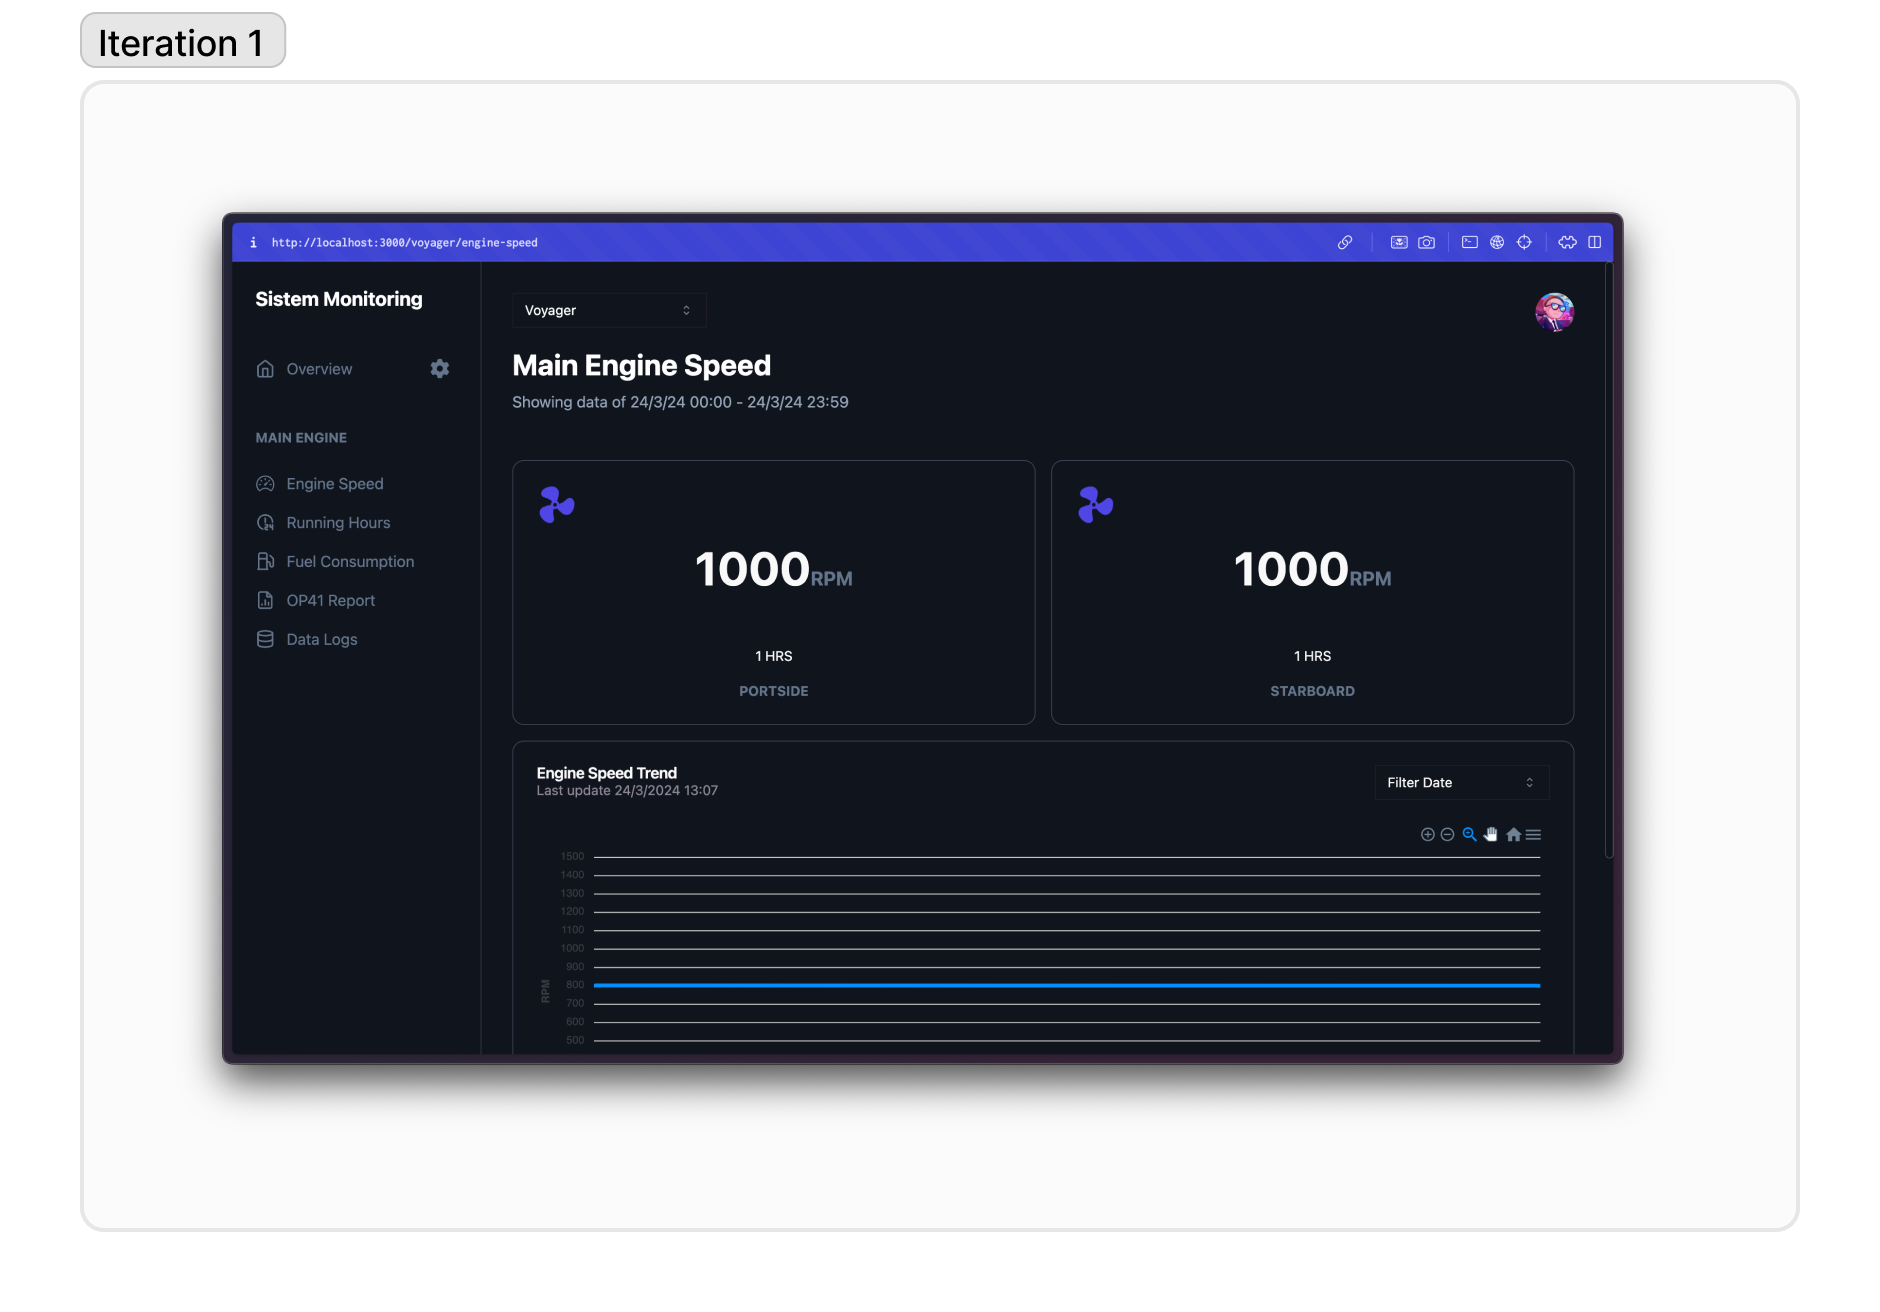 Iteration 1
i http://localhost:3000/voyager/engine-speed
Sistem Monitoring
Overview
MAIN ENGINE
Engine Speed
Running Hours
Fuel Consumption
OP41 Report
Data Logs
Voyager
Main Engine Speed
Showing data of 24/3/24 00:00 - 24/3/24 23:59
1000RPM
1 HRS
PORTSIDE
1000RPM
1 HRS
STARBOARD
Engine Speed Trend
Last update 24/3/2024 13:07
Filter Date
1500
1400
1300
1200
1100
1000
900
800
700
600
500
RPM